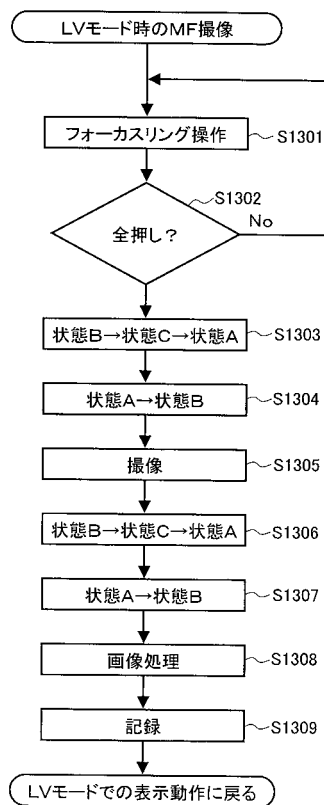 LVモード時のMF撮像
フォーカスリング操作
S1301
S1302
全押し？
No
状態B→状態C→状態A
S1303
状態A→状態B
S1304
撮像
S1305
状態B→状態C→状態A
S1306
状態A→状態B
S1307
画像処理
S1308
記録
S1309
LVモードでの表示動作に戻る